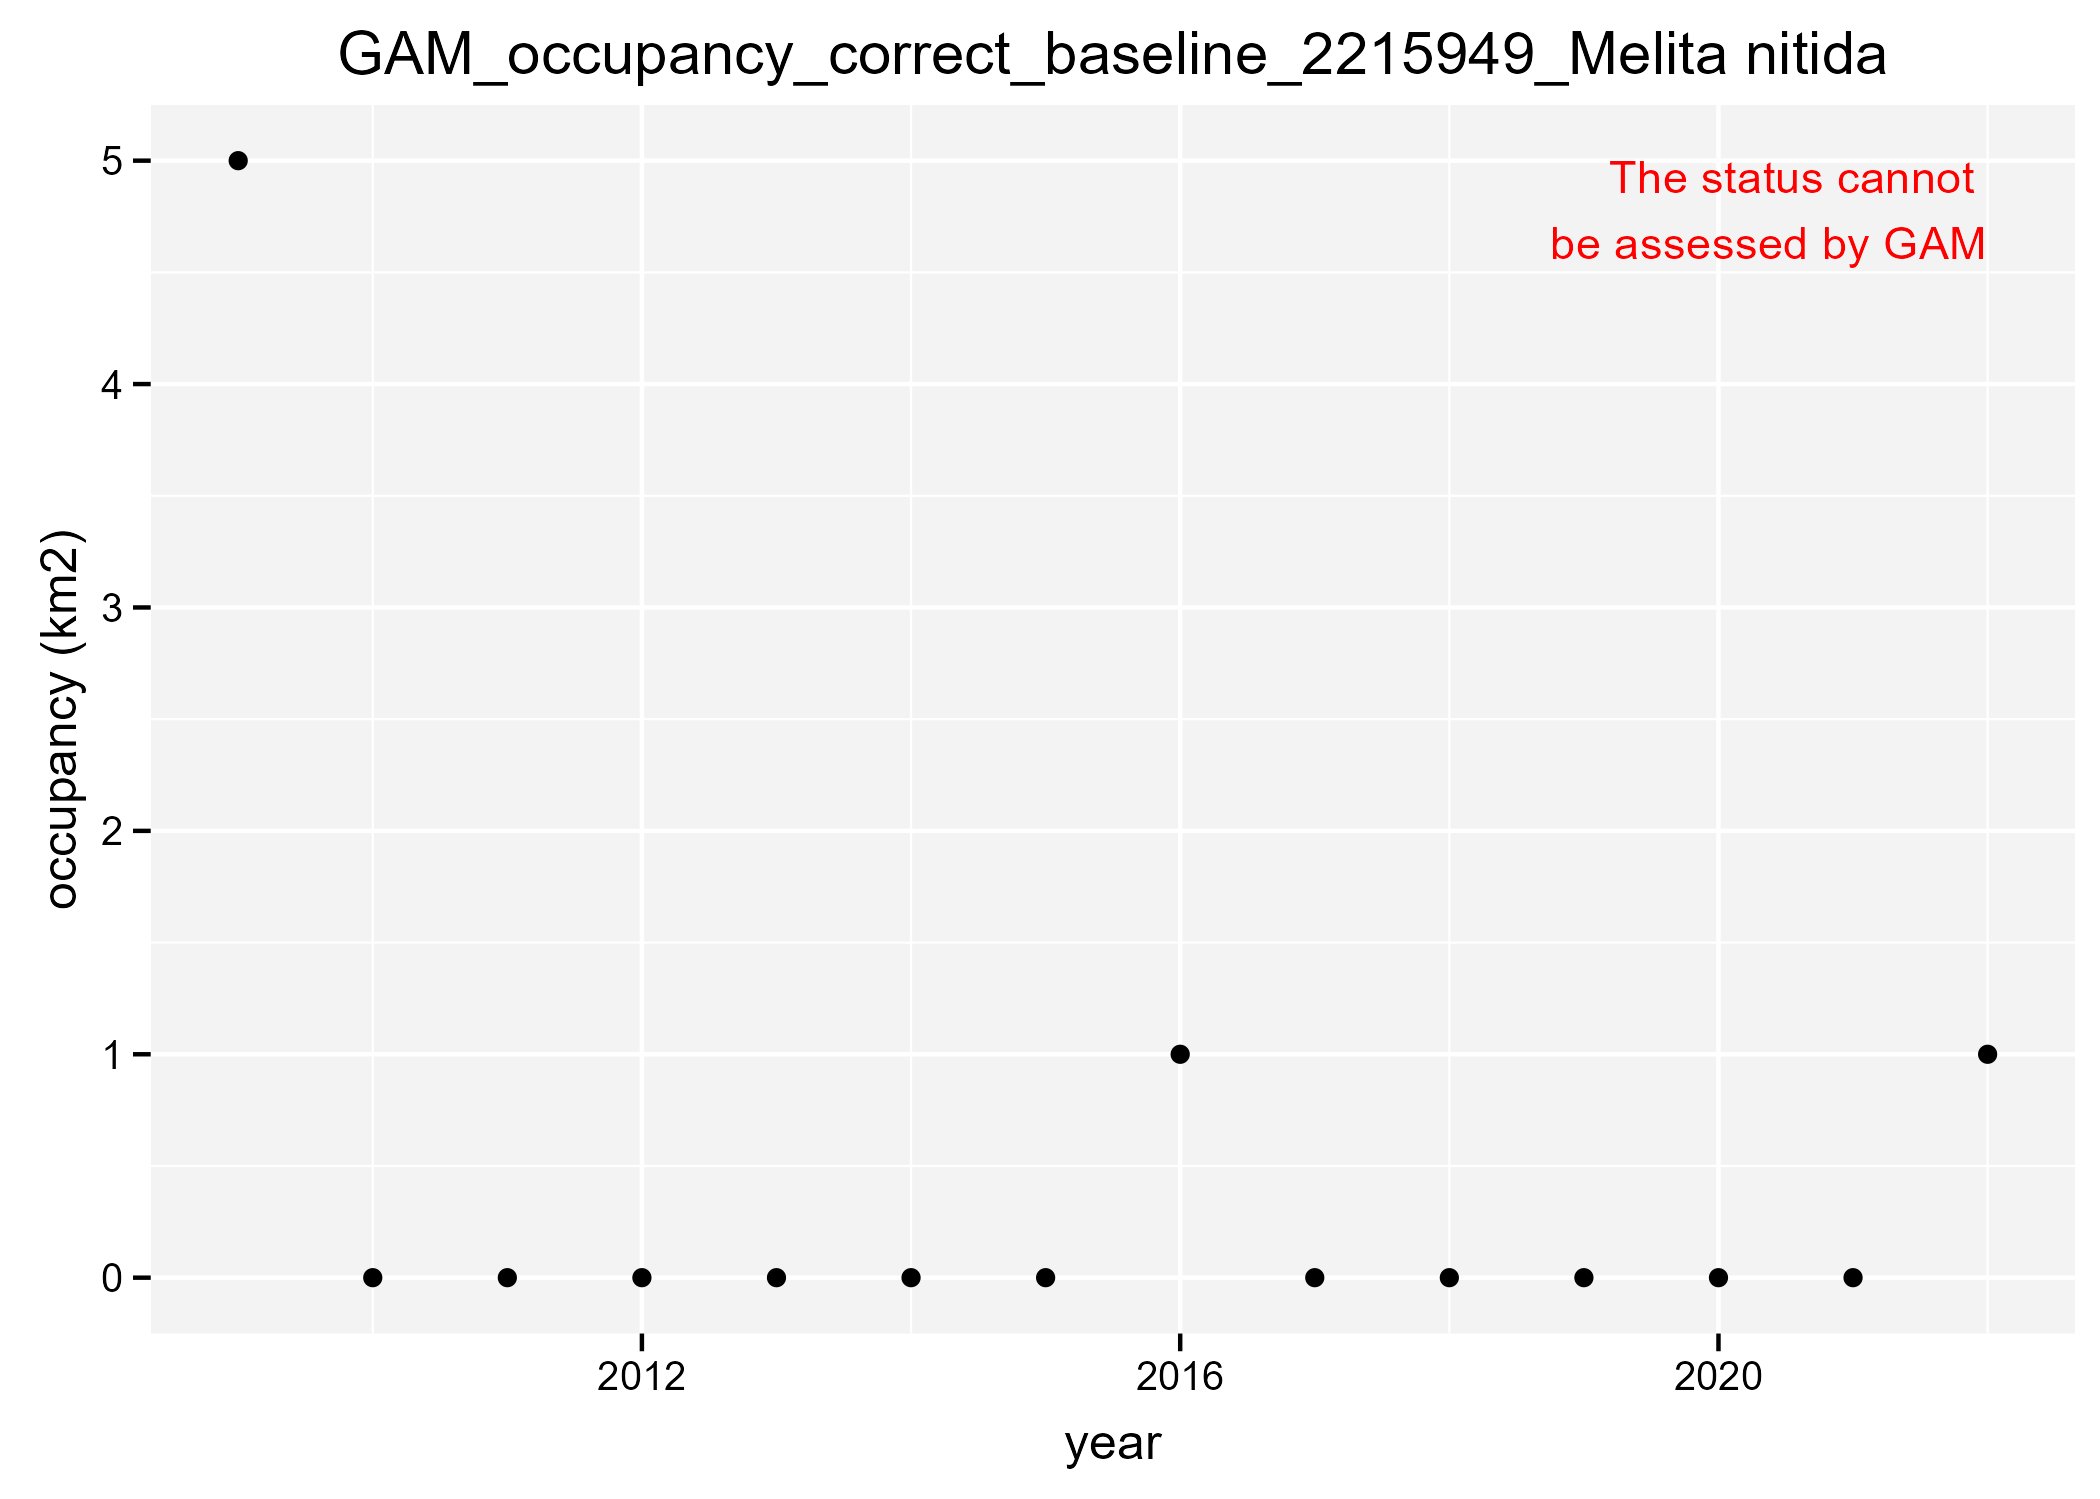 GAM_occupancy_correct_baseline_2215949_Melita nitida
The status cannot
be assessed by GAM
5
4
3
2
1
0
occupancy (km2)
2012 2016 2020
year